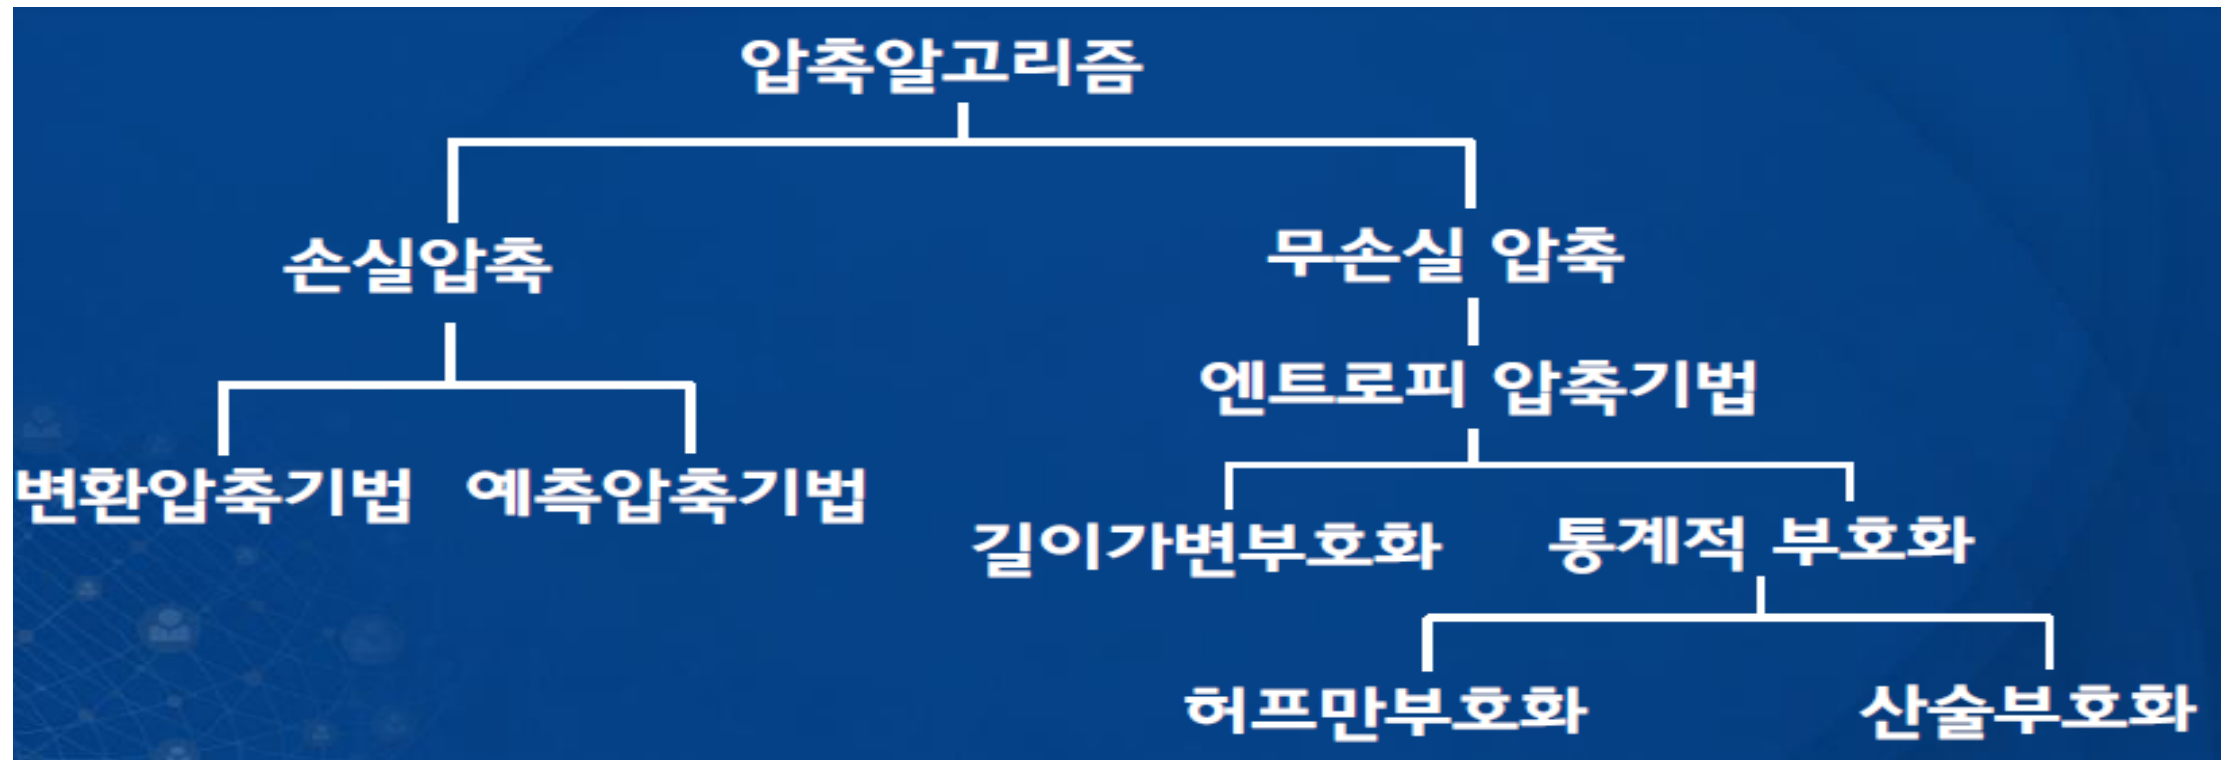 압축알고리즘
손실압축
무손실 압축
엔트로피 압축기법
변환압축기법
예측압축기법
길이가변부호화
통계적 부호화
허프만부호화
산술부호화